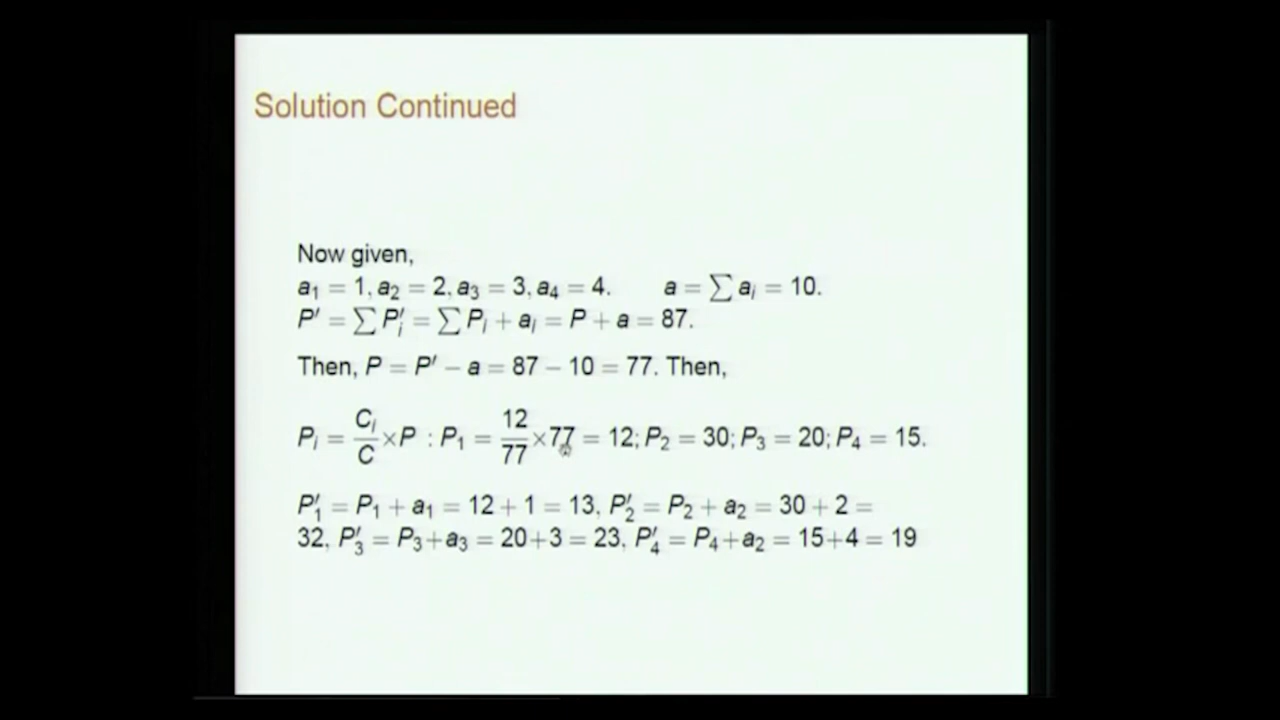 Solution Continued
Now given,
a₁ = 1, a₂ = 2, a₃ = 3, a₄ = 4. a = ∑ aᵢ = 10.
P′ = ∑ P′ᵢ = ∑ Pᵢ + aᵢ = P + a = 87.
Then, P = P′ − a = 87 − 10 = 77. Then,
Pᵢ = Cᵢ/C × P : P₁ = 12/77 × 77 = 12; P₂ = 30; P₃ = 20; P₄ = 15.
P′₁ = P₁ + a₁ = 12 + 1 = 13, P′₂ = P₂ + a₂ = 30 + 2 =
32, P′₃ = P₃+a₃ = 20+3 = 23, P′₄ = P₄+a₂ = 15+4 = 19